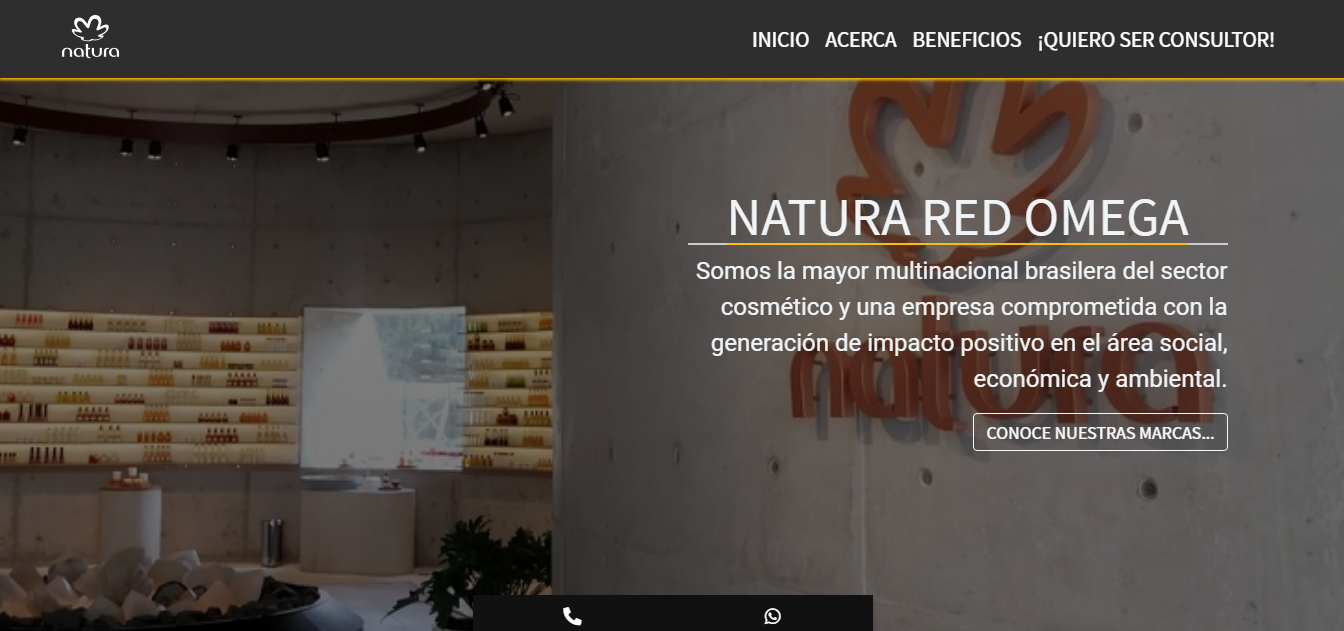 natura
INICIO ACERCA BENEFICIOS ¡QUIERO SER CONSULTOR!
NATURA RED OMEGA
Somos la mayor multinacional brasilera del sector
cosmético y una empresa comprometida con la
generación de impacto positivo en el área social,
económica y ambiental.
natura
CONOCE NUESTRAS MARCAS...